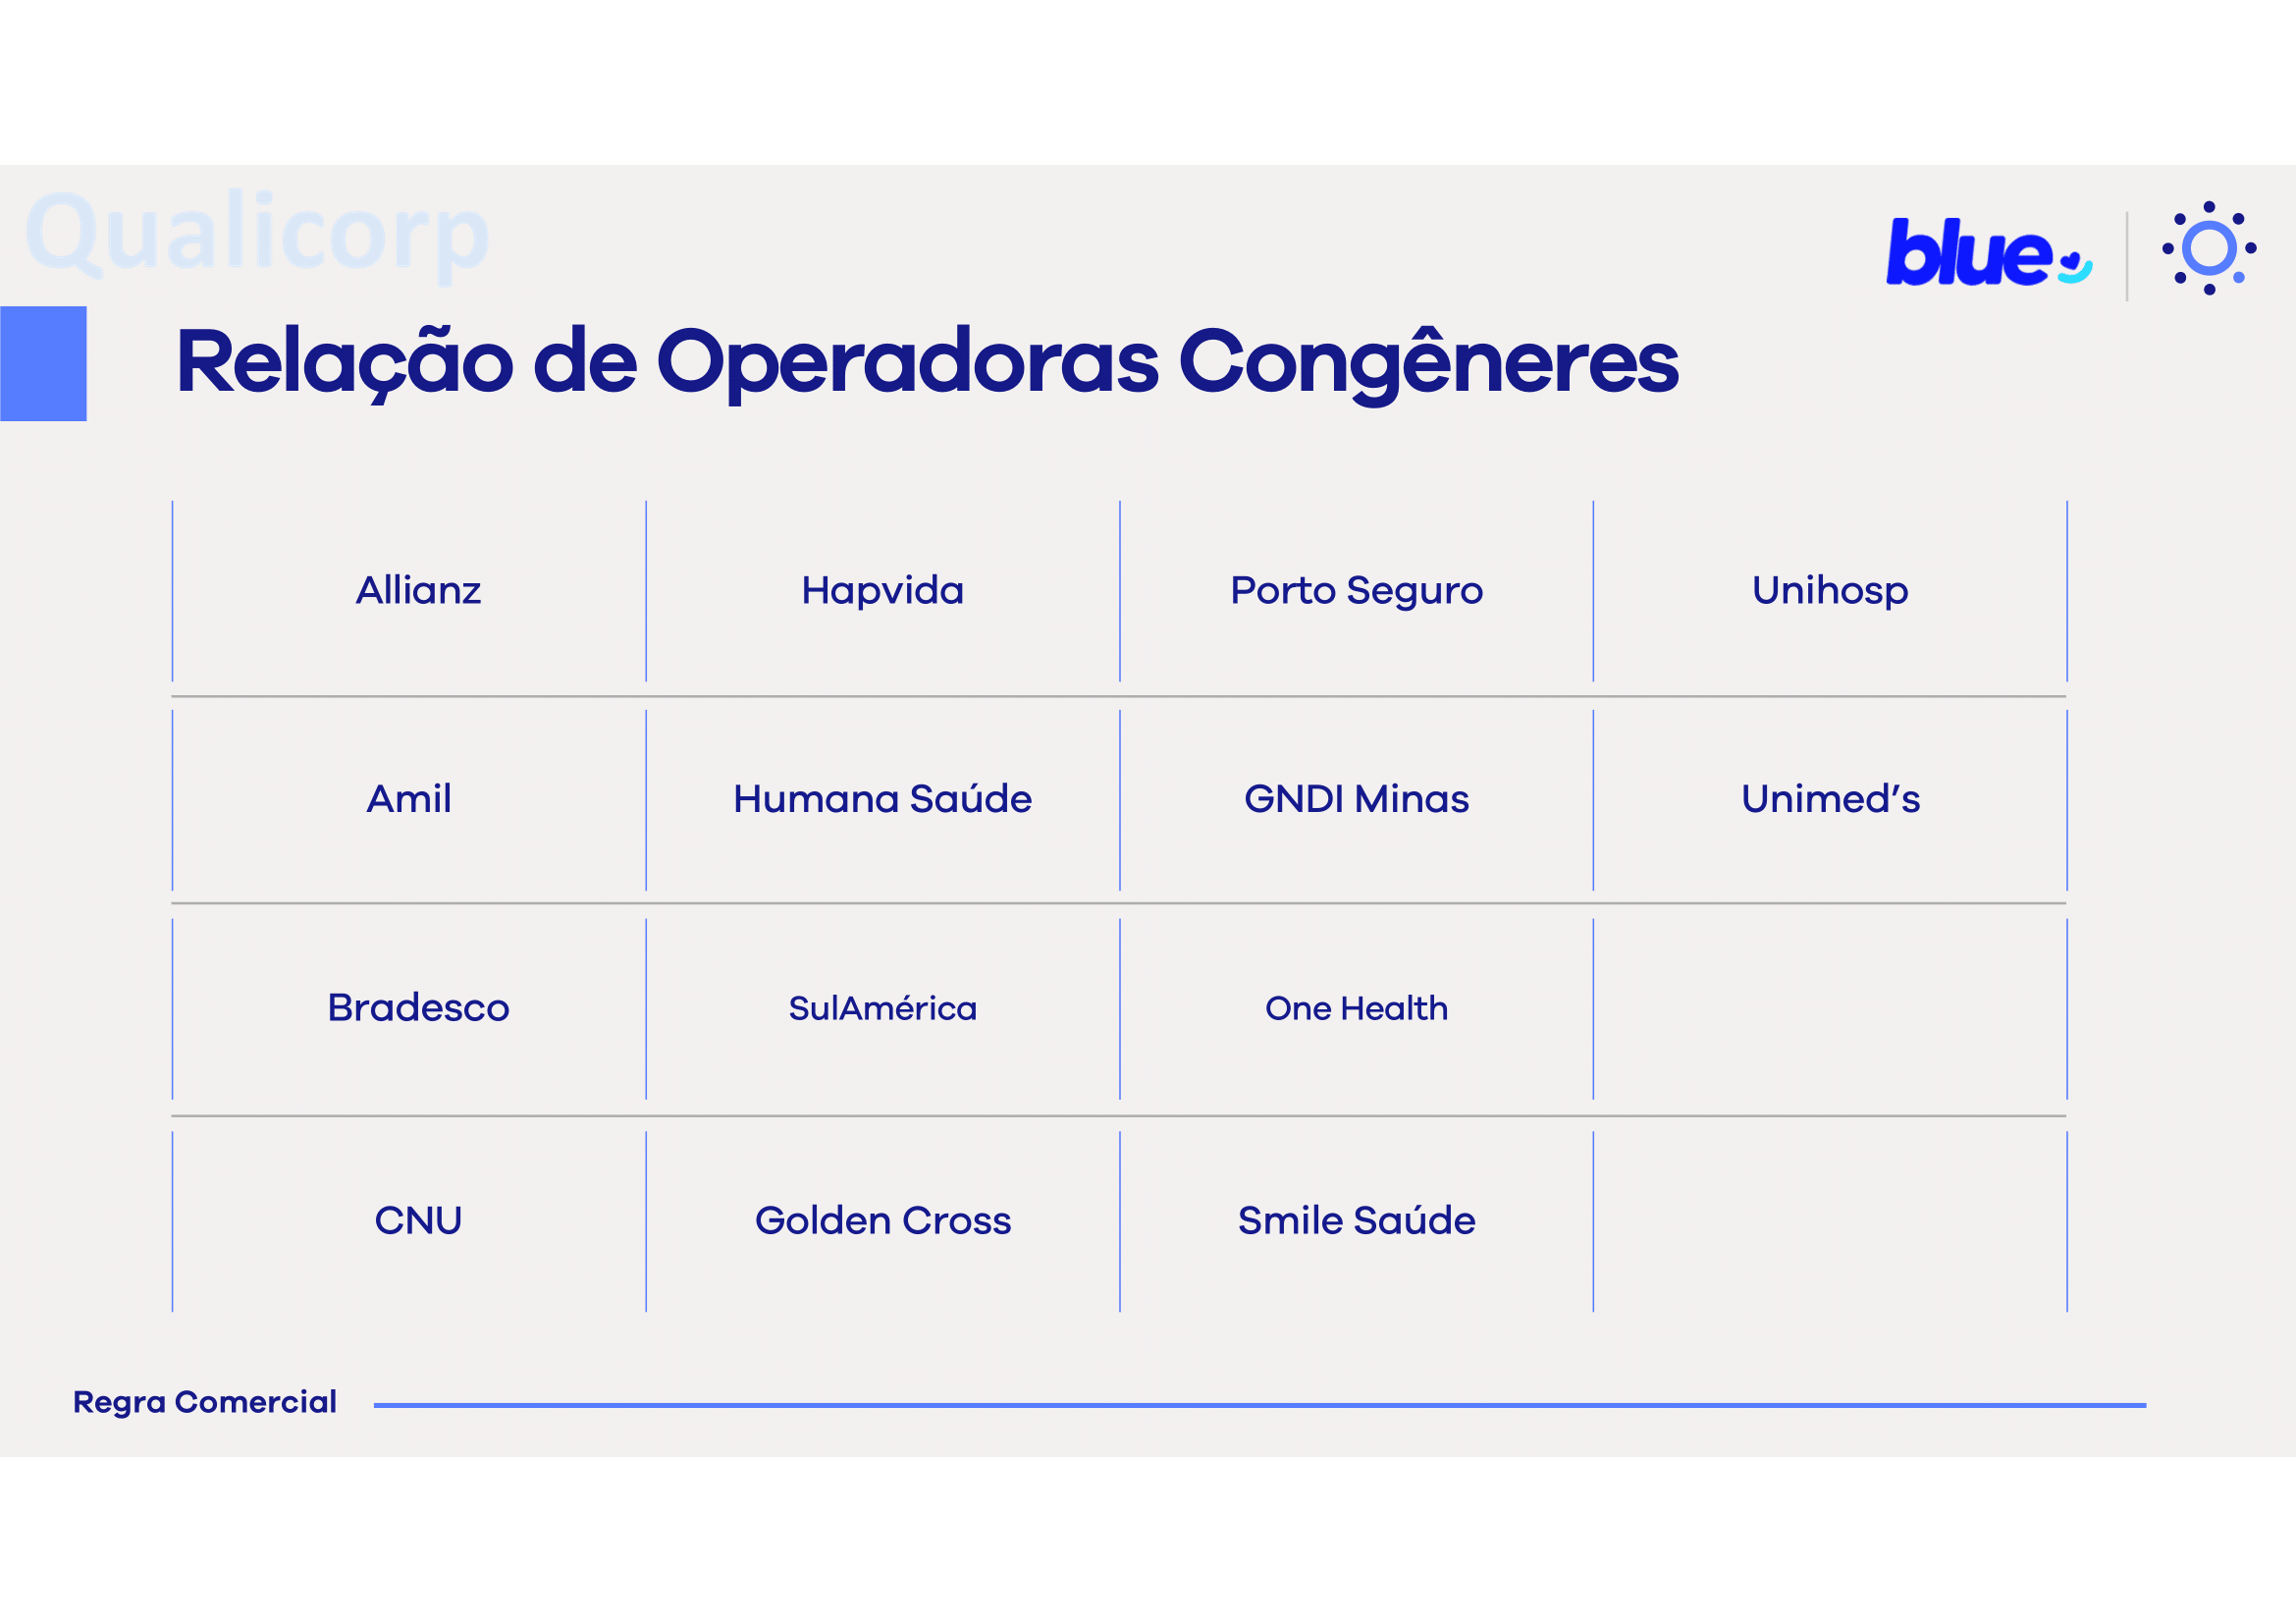 Qualicorp
blue
Relação de Operadoras Congêneres
Allianz Hapvida Porto Seguro Unihosp
Amil Humana Saúde GNDI Minas Unimed’s
Bradesco SulAmérica One Health
CNU Golden Cross Smile Saúde
Regra Comercial